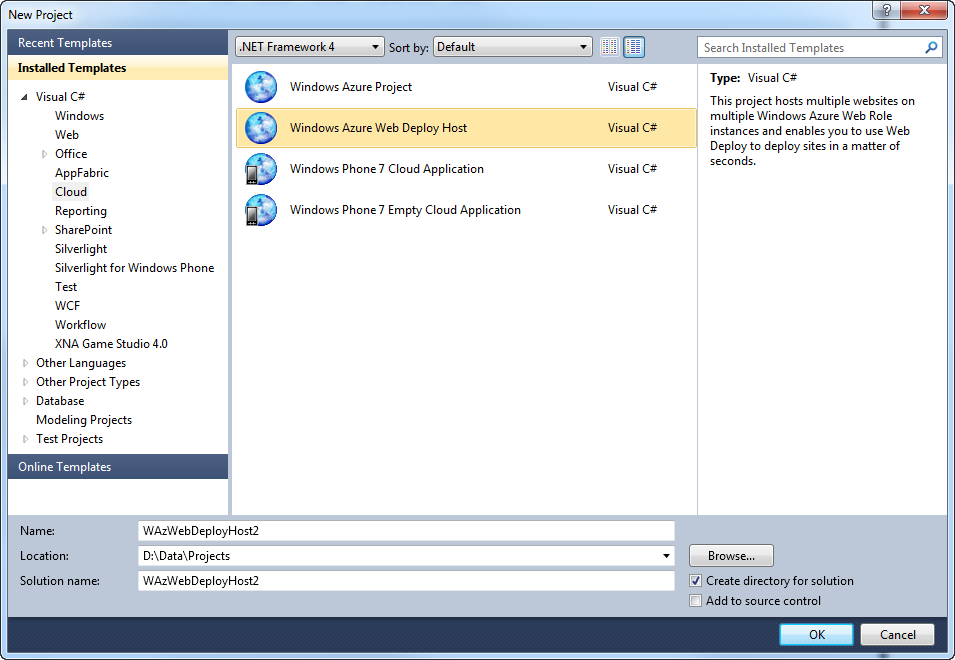 New Project
?
Recent Templates
Installed Templates
Visual C#
Windows
Web
Office
AppFabric
Cloud
Reporting
SharePoint
Silverlight
Silverlight for Windows Phone
Test
WCF
Workflow
XNA Game Studio 4.0
Other Languages
Other Project Types
Database
Modeling Projects
Test Projects
Online Templates
.NET Framework 4 Sort by: Default
Windows Azure Project Visual C#
Windows Azure Web Deploy Host Visual C#
Windows Phone 7 Cloud Application Visual C#
Windows Phone 7 Empty Cloud Application Visual C#
Search Installed Templates
Type: Visual C#
This project hosts multiple websites on
multiple Windows Azure Web Role
instances and enables you to use Web
Deploy to deploy sites in a matter of
seconds.
Name: WAzWebDeployHost2
Location: D:\Data\Projects Browse...
Solution name: WAzWebDeployHost2
Create directory for solution
Add to source control
OK Cancel